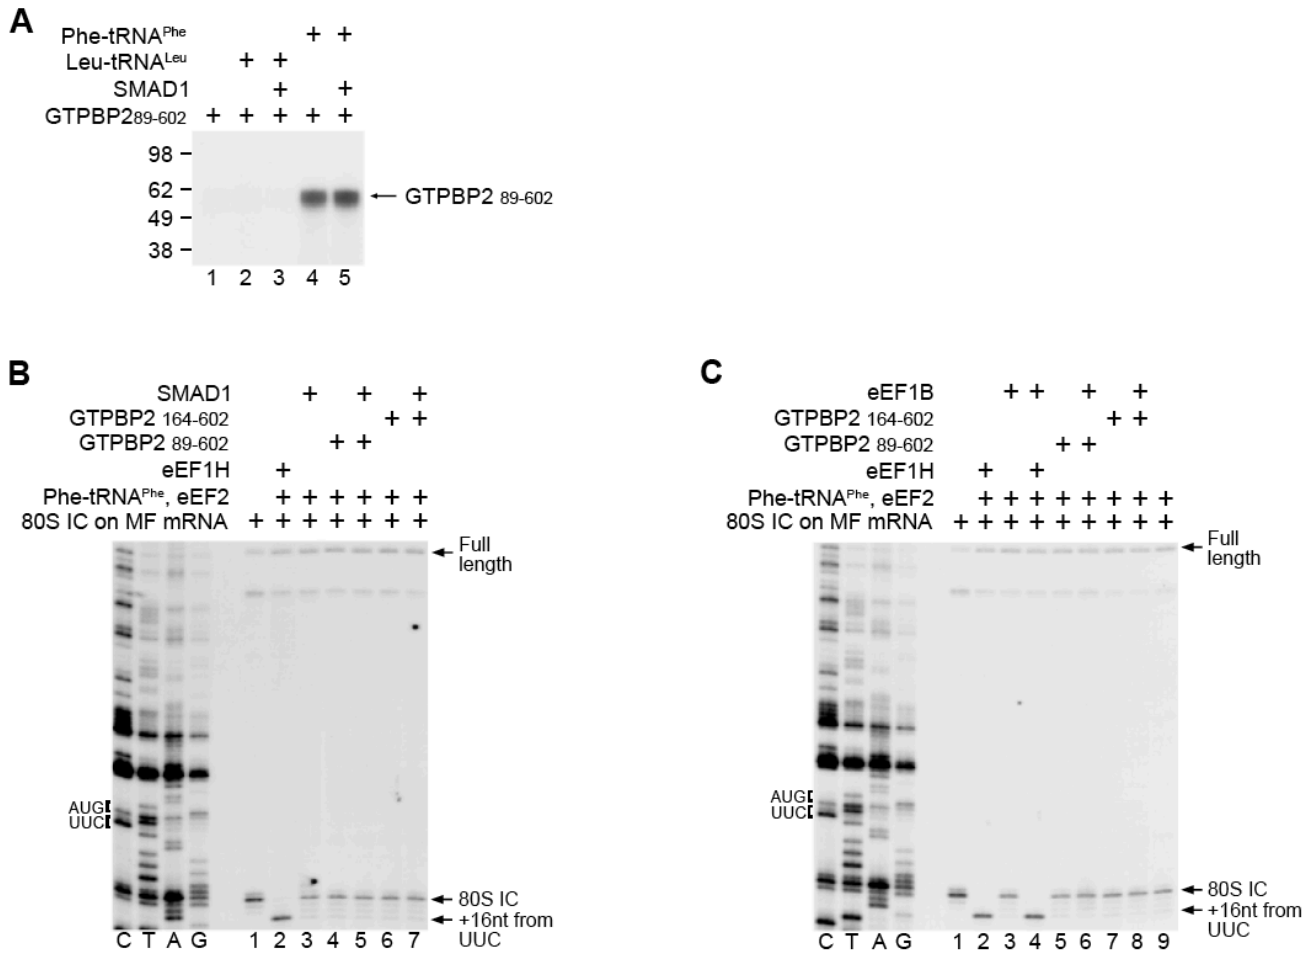 A
Phe-tRNAPhe + +
Leu-tRNALeu + +
SMAD1 + +
GTPBP289-602 + + + + +
98
62
49
38
GTPBP2 89-602
1 2 3 4 5
B
SMAD1 + + +
GTPBP2 164-602 + +
GTPBP2 89-602 + +
eEF1H +
Phe-tRNAPhe, eEF2 + + + + + +
80S IC on MF mRNA + + + + + + +
Full
length
AUG
UUC
80S IC
+16nt from
UUC
C T A G 1 2 3 4 5 6 7
C
eEF1B + + + +
GTPBP2 164-602 + +
GTPBP2 89-602 + +
eEF1H + +
Phe-tRNAPhe, eEF2 + + + + + + + +
80S IC on MF mRNA + + + + + + + + +
Full
length
AUG
UUC
80S IC
+16nt from
UUC
C T A G 1 2 3 4 5 6 7 8 9